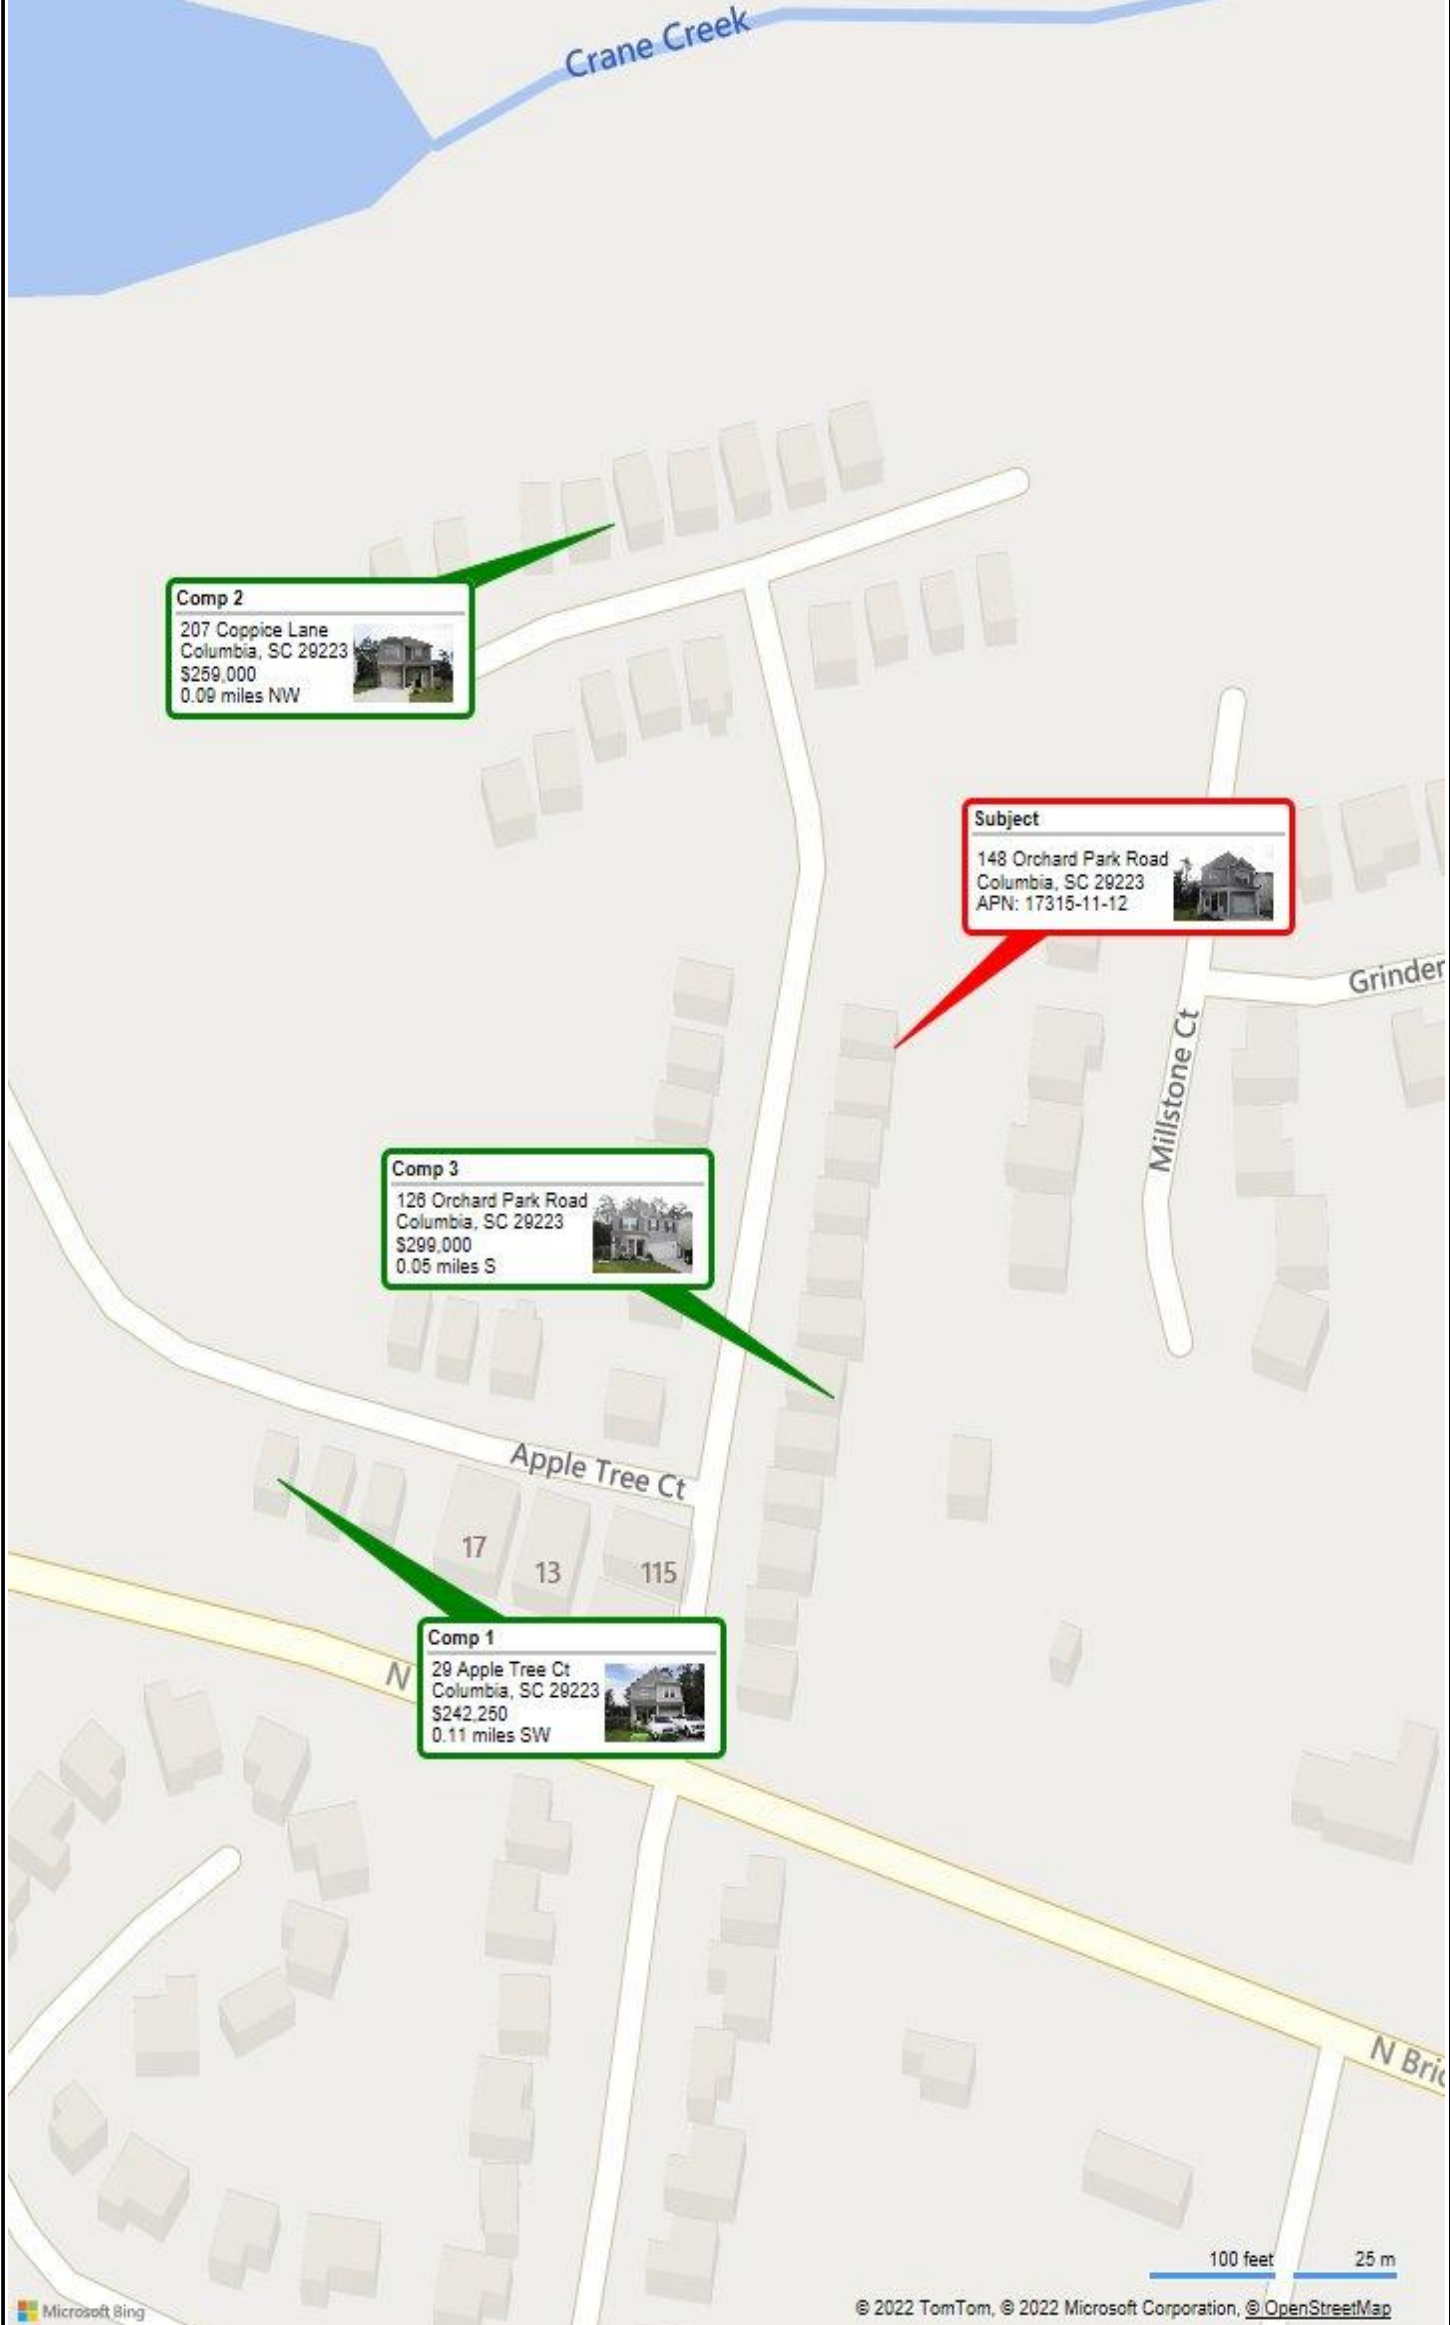 Crane Creek
Comp 2
207 Coppice Lane
Columbia, SC 29223
$259,000
0.09 miles NW
Subject
148 Orchard Park Road
Columbia, SC 29223
APN: 17315-11-12
Grinder
Millstone Ct
Comp 3
126 Orchard Park Road
Columbia, SC 29223
$299,000
0.05 miles S
Apple Tree Ct
17
13
115
Comp 1
29 Apple Tree Ct
Columbia, SC 29223
$242,250
0.11 miles SW
N
N Bric
100 feet
25 m
Microsoft Bing
© 2022 TomTom, © 2022 Microsoft Corporation, © OpenStreetMap